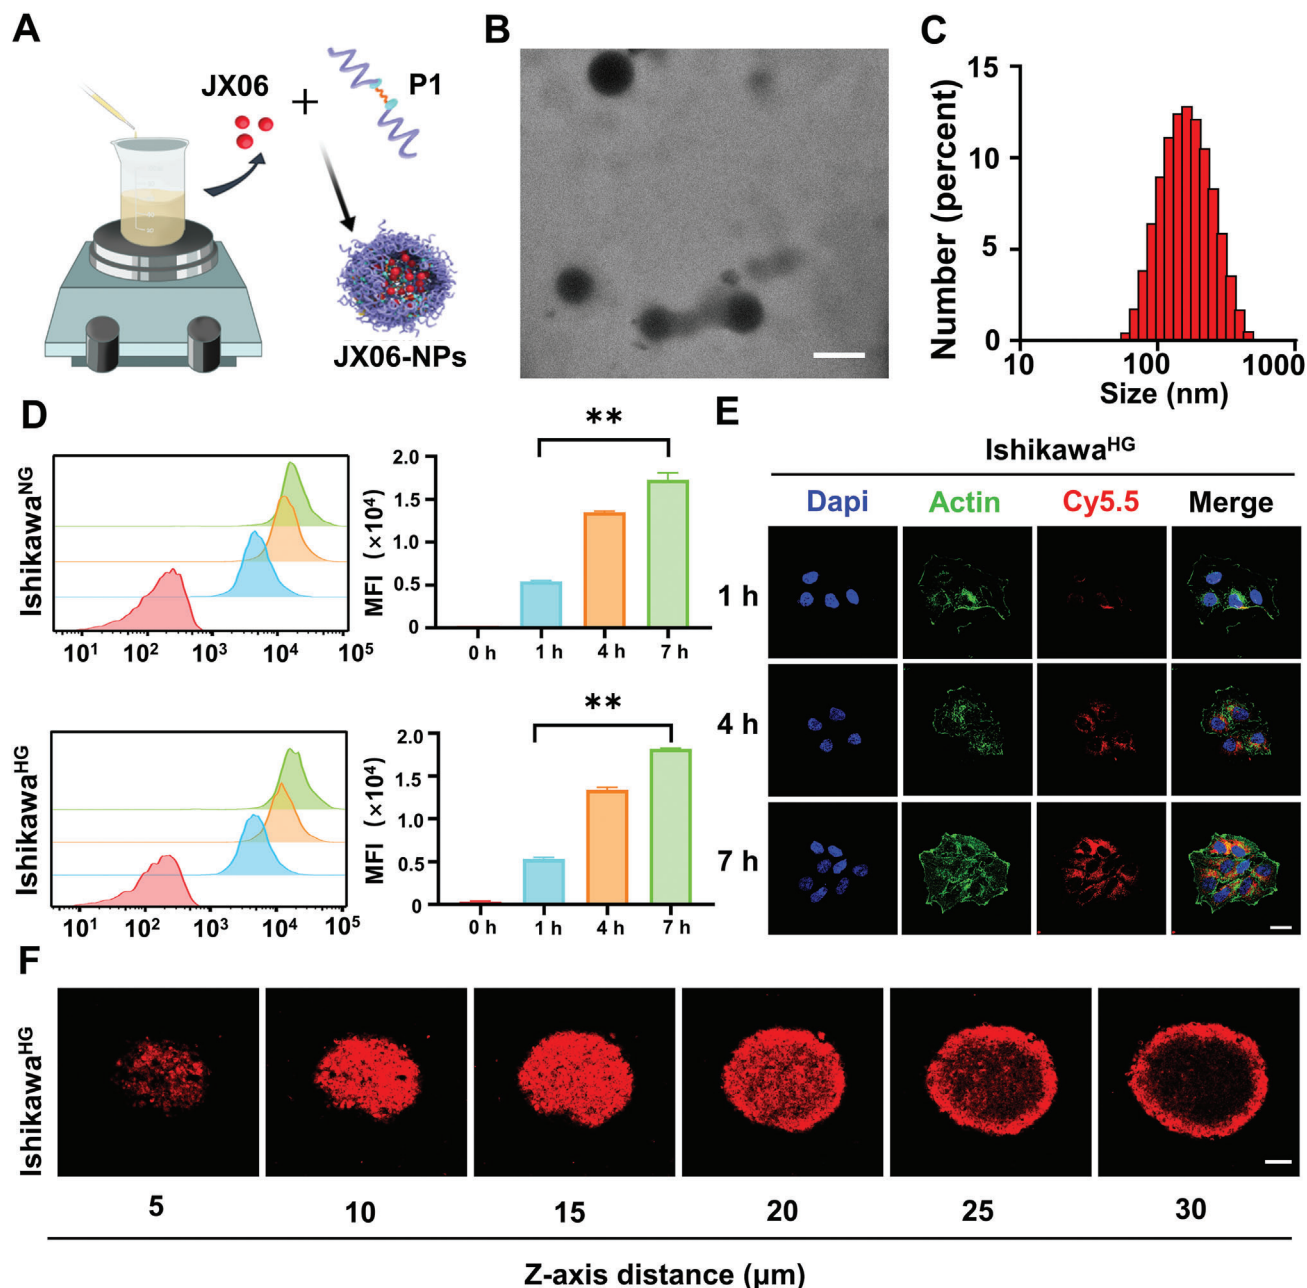 A
JX06
+
P1
JX06-NPs
B
C
Number (percent)
15
10
5
0
10
100
1000
Size (nm)
D
Ishikawa^NG
10^1
10^2
10^3
10^4
10^5
MFI (×10^4)
2.0
1.5
1.0
0.5
0
**
0 h
1 h
4 h
7 h
Ishikawa^HG
10^1
10^2
10^3
10^4
10^5
MFI (×10^4)
2.0
1.5
1.0
0.5
0
**
0 h
1 h
4 h
7 h
E
Ishikawa^HG
Dapi
Actin
Cy5.5
Merge
1 h
4 h
7 h
F
Ishikawa^HG
5
10
15
20
25
30
Z-axis distance (μm)